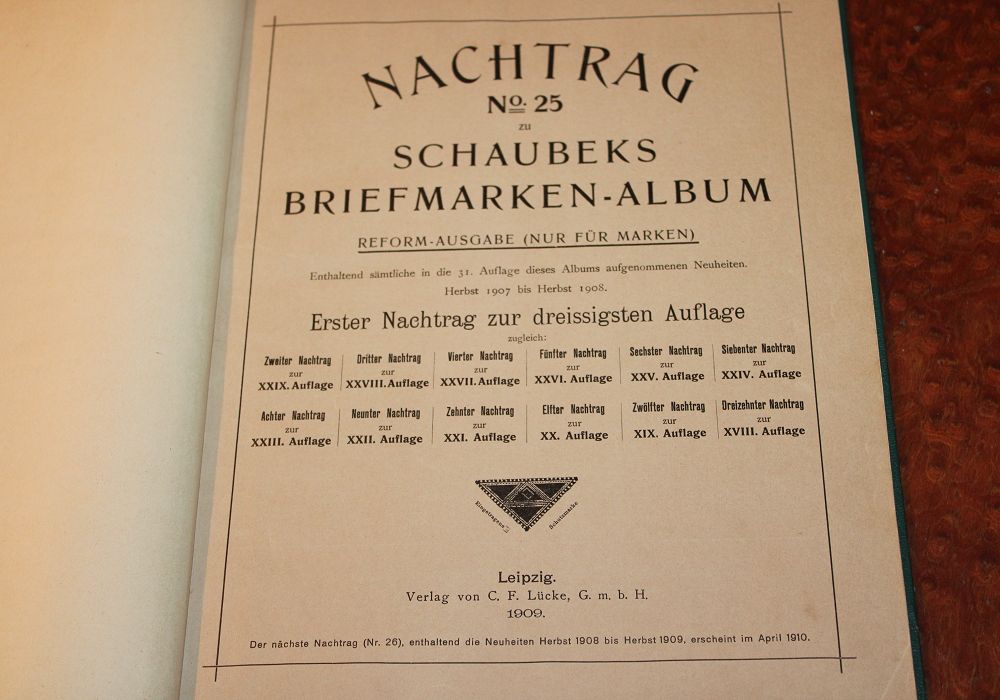 NACHTRAG
No. 25
zu
SCHAUBEKS
BRIEFMARKEN-ALBUM
REFORM-AUSGABE (NUR FÜR MARKEN)
Enthaltend sämtliche in die 31. Auflage dieses Albums aufgenommenen Neuheiten.
Herbst 1907 bis Herbst 1908.
Erster Nachtrag zur dreissigsten Auflage
zugleich:
Zweiter Nachtrag Dritter Nachtrag Vierter Nachtrag Fünfter Nachtrag Sechster Nachtrag Siebenter Nachtrag
zur zur zur zur zur zur
XXIX. Auflage XXVIII. Auflage XXVII. Auflage XXVI. Auflage XXV. Auflage XXIV. Auflage
Achter Nachtrag Neunter Nachtrag Zehnter Nachtrag Elfter Nachtrag Zwölfter Nachtrag Dreizehnter Nachtrag
zur zur zur zur zur zur
XXIII. Auflage XXII. Auflage XXI. Auflage XX. Auflage XIX. Auflage XVIII. Auflage
Eingetragene Schutzmarke
Leipzig.
Verlag von C. F. Lücke, G. m. b. H.
1909.
Der nächste Nachtrag (Nr. 26), enthaltend die Neuheiten Herbst 1908 bis Herbst 1909, erscheint im April 1910.